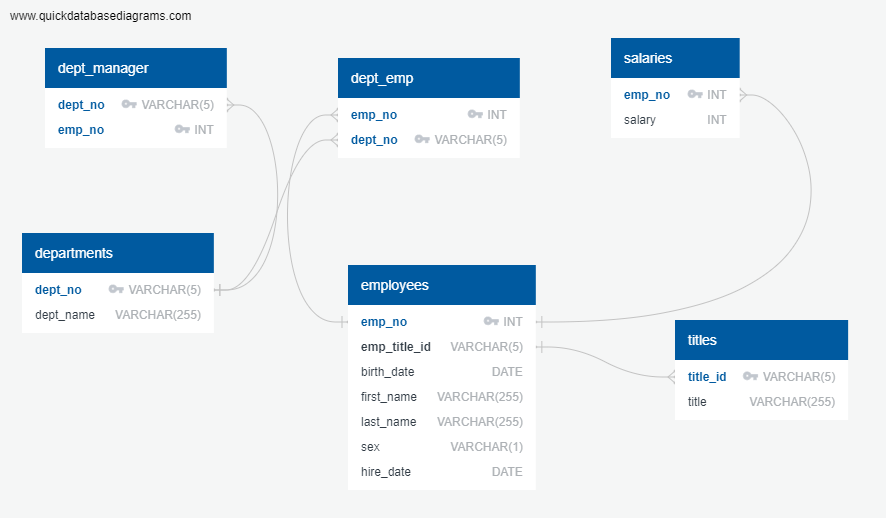 www.quickdatabasediagrams.com
dept_manager
dept_no VARCHAR(5)
emp_no INT
dept_emp
emp_no INT
dept_no VARCHAR(5)
salaries
emp_no INT
salary INT
departments
dept_no VARCHAR(5)
dept_name VARCHAR(255)
employees
emp_no INT
emp_title_id VARCHAR(5)
birth_date DATE
first_name VARCHAR(255)
last_name VARCHAR(255)
sex VARCHAR(1)
hire_date DATE
titles
title_id VARCHAR(5)
title VARCHAR(255)